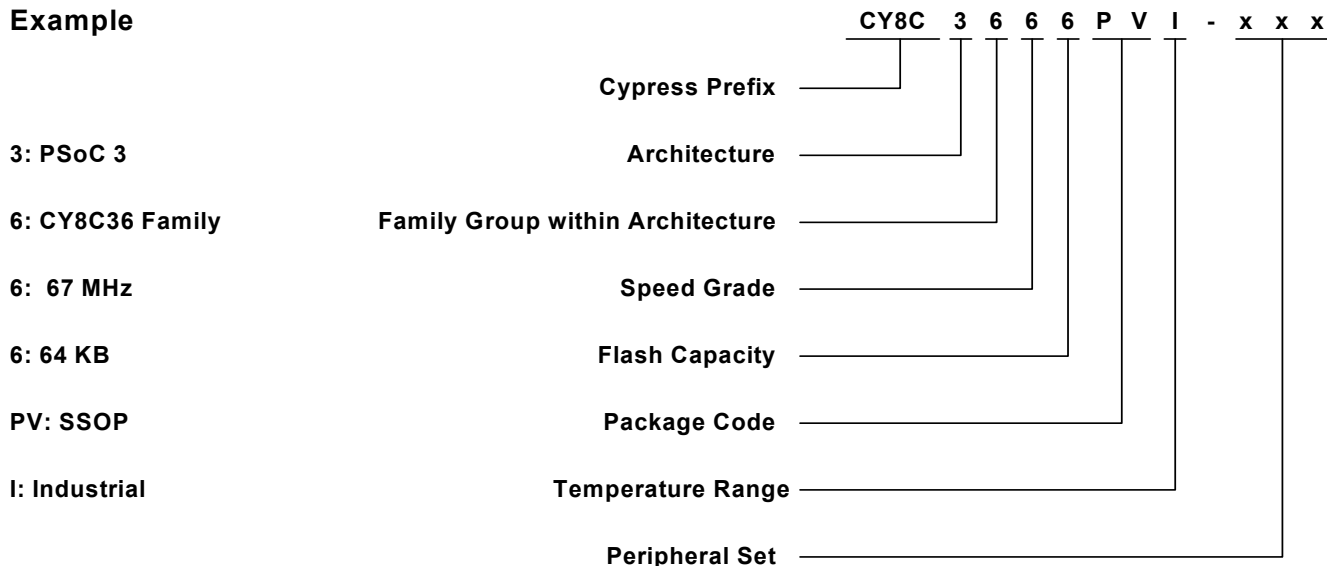 Example CY8C 3 6 6 6 P V I - x x x
Cypress Prefix
3: PSoC 3 Architecture
6: CY8C36 Family Family Group within Architecture
6: 67 MHz Speed Grade
6: 64 KB Flash Capacity
PV: SSOP Package Code
I: Industrial Temperature Range
Peripheral Set